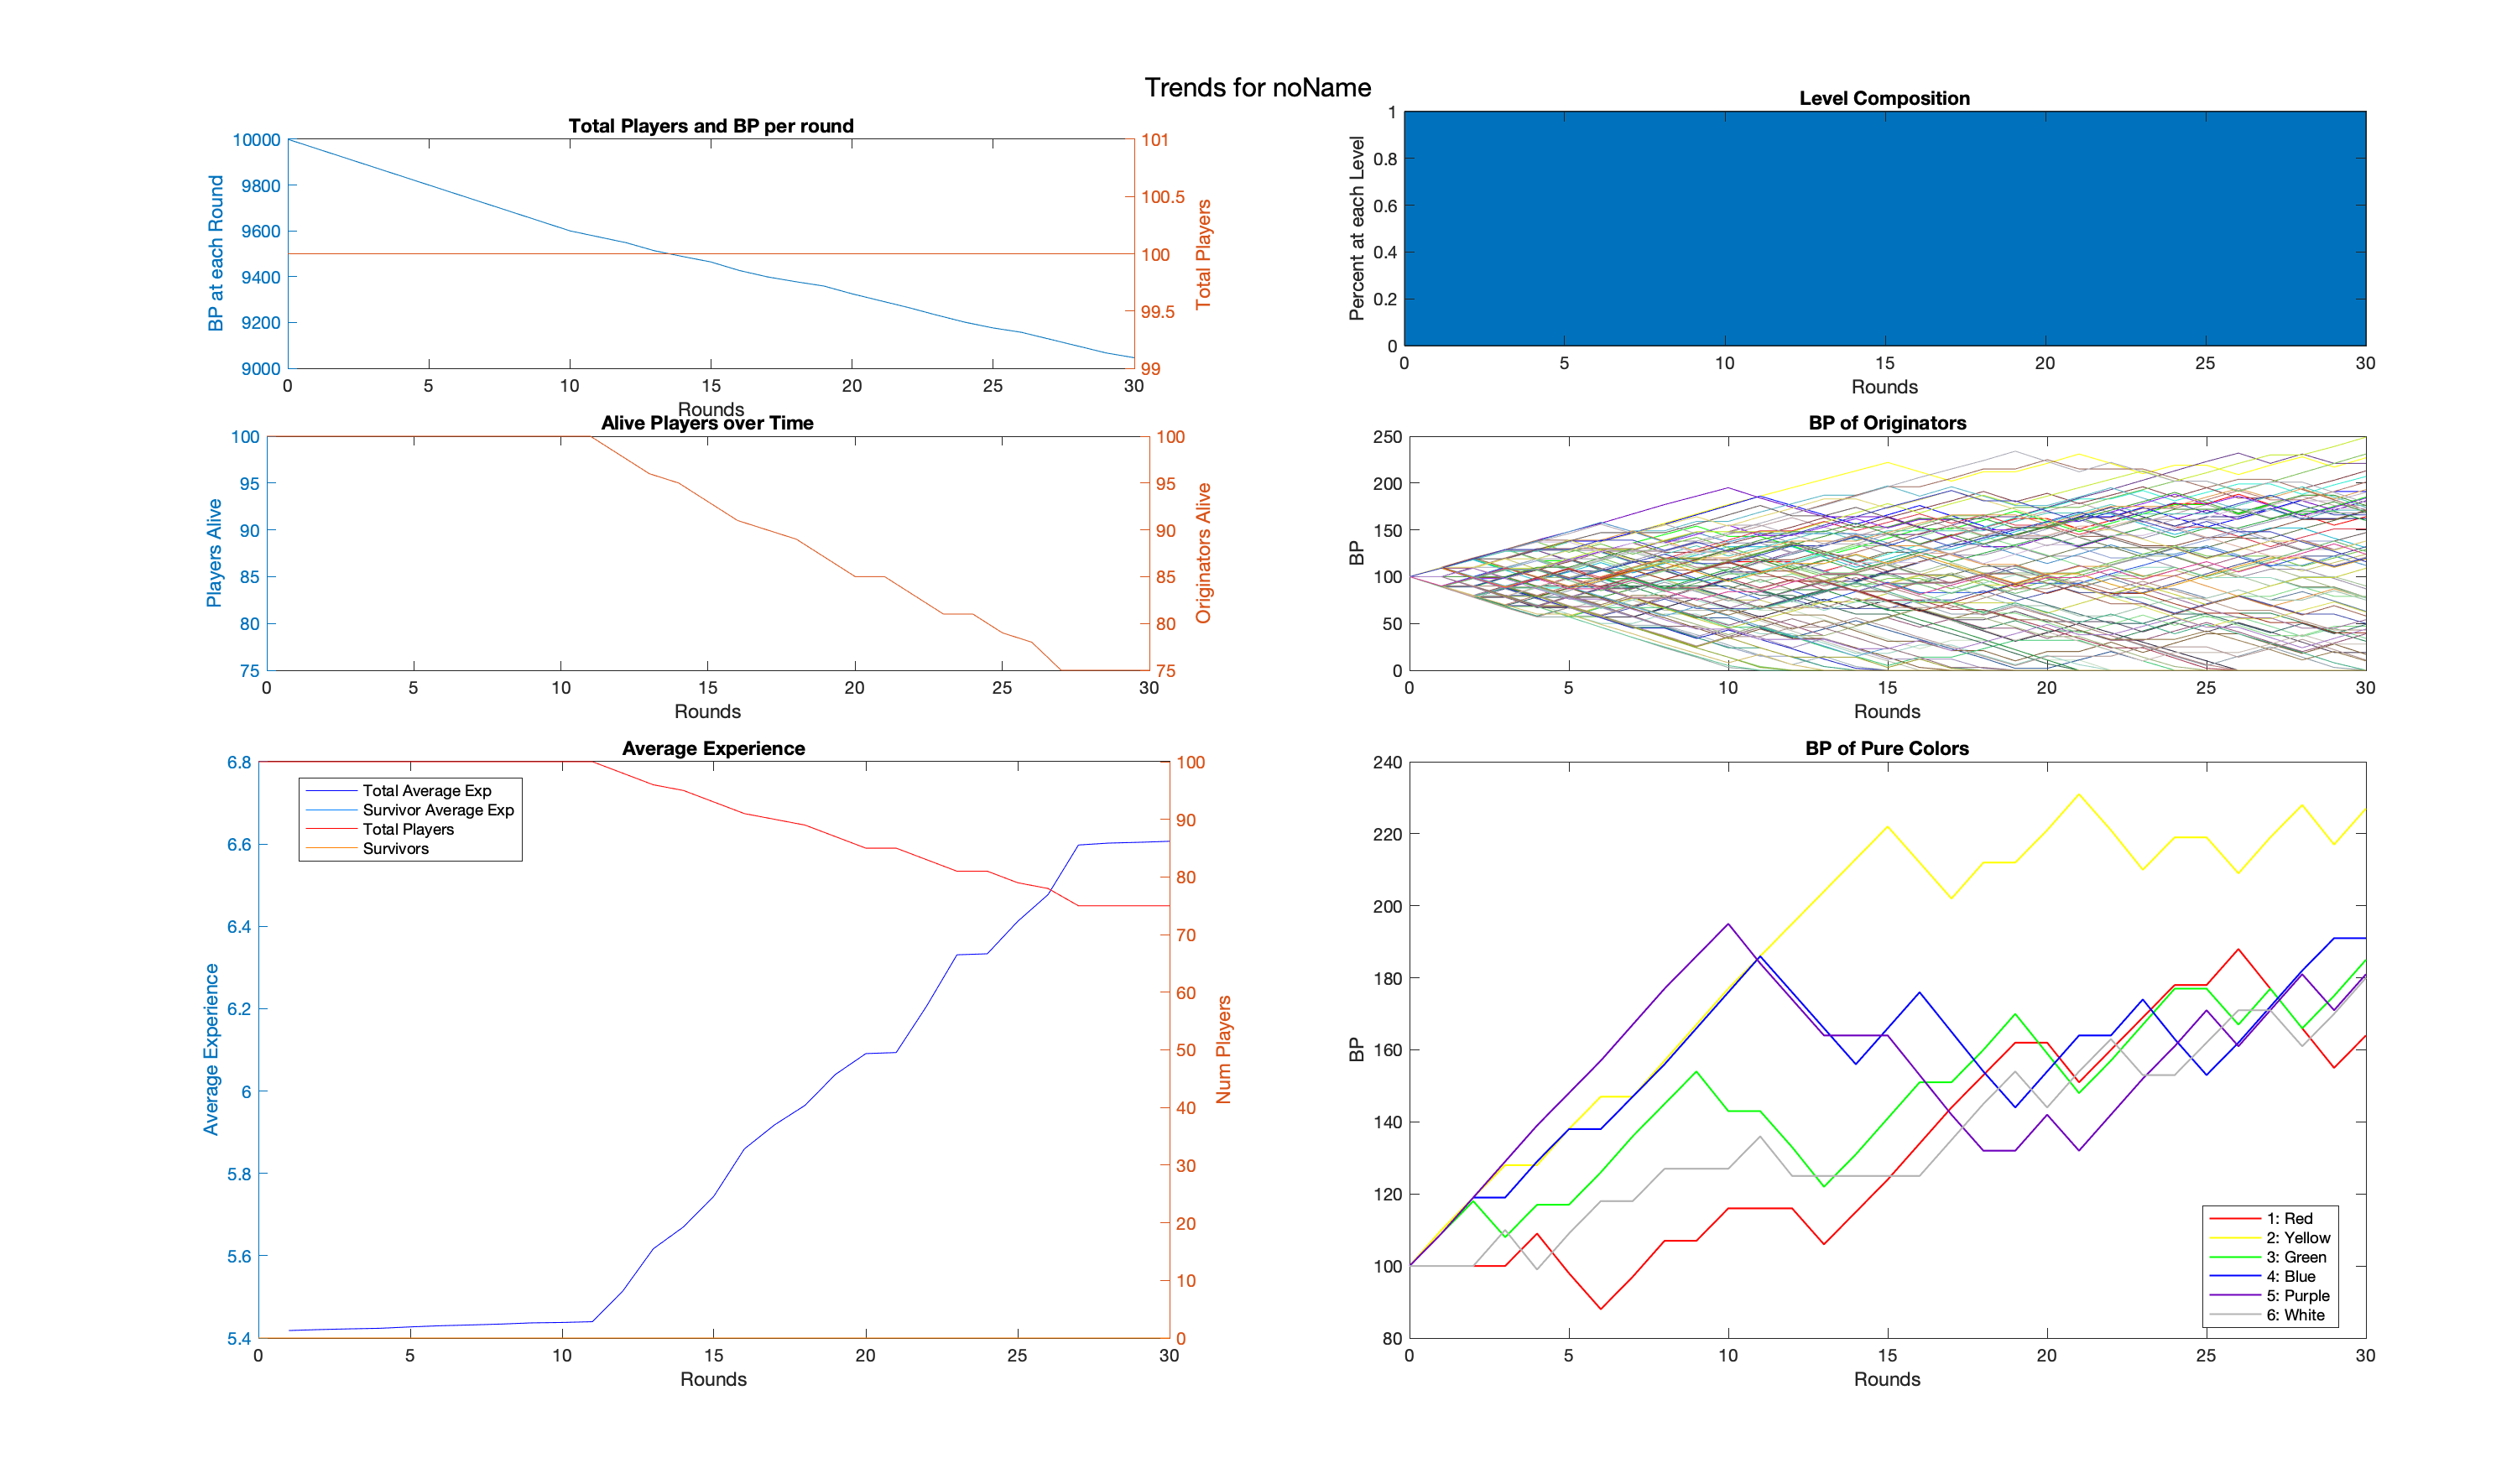 Trends for noName
Total Players and BP per round
BP at each Round
10000
9800
9600
9400
9200
9000
101
100.5
100
99.5
99
Total Players
0 5 10 15 20 25 30
Rounds
Level Composition
Percent at each Level
1
0.8
0.6
0.4
0.2
0
0 5 10 15 20 25 30
Rounds
Alive Players over Time
Players Alive
100
95
90
85
80
75
100
95
90
85
80
75
Originators Alive
0 5 10 15 20 25 30
Rounds
BP of Originators
BP
250
200
150
100
50
0
0 5 10 15 20 25 30
Rounds
Average Experience
Average Experience
6.8
6.6
6.4
6.2
6
5.8
5.6
5.4
Total Average Exp
Survivor Average Exp
Total Players
Survivors
100
90
80
70
60
50
40
30
20
10
0
Num Players
0 5 10 15 20 25 30
Rounds
BP of Pure Colors
BP
240
220
200
180
160
140
120
100
80
1: Red
2: Yellow
3: Green
4: Blue
5: Purple
6: White
0 5 10 15 20 25 30
Rounds